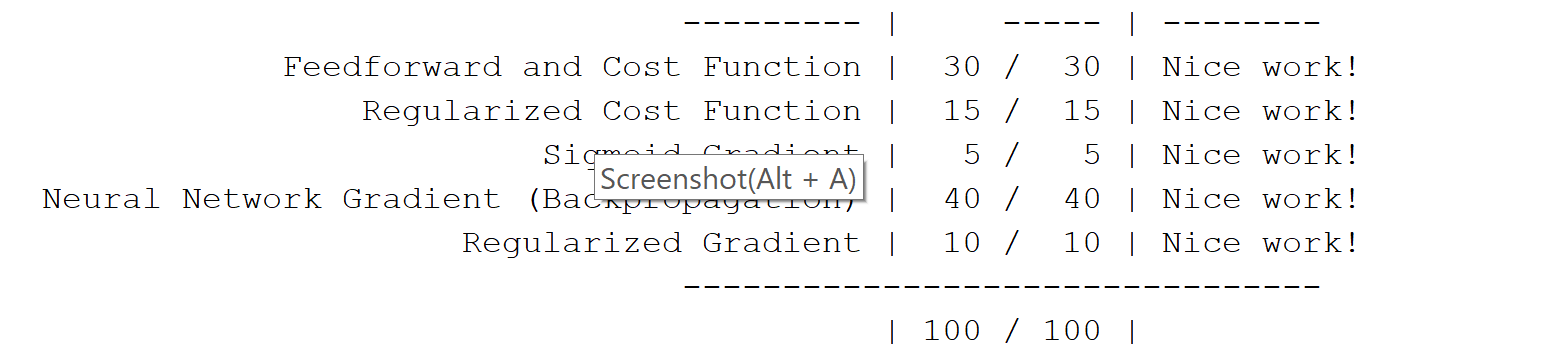 --------- | ----- | --------
Feedforward and Cost Function | 30 / 30 | Nice work!
Regularized Cost Function | 15 / 15 | Nice work!
Sigmoid Gradient | 5 / 5 | Nice work!
Screenshot(Alt + A)
Neural Network Gradient (Backpropagation) | 40 / 40 | Nice work!
Regularized Gradient | 10 / 10 | Nice work!
--------------------------------
| 100 / 100 |